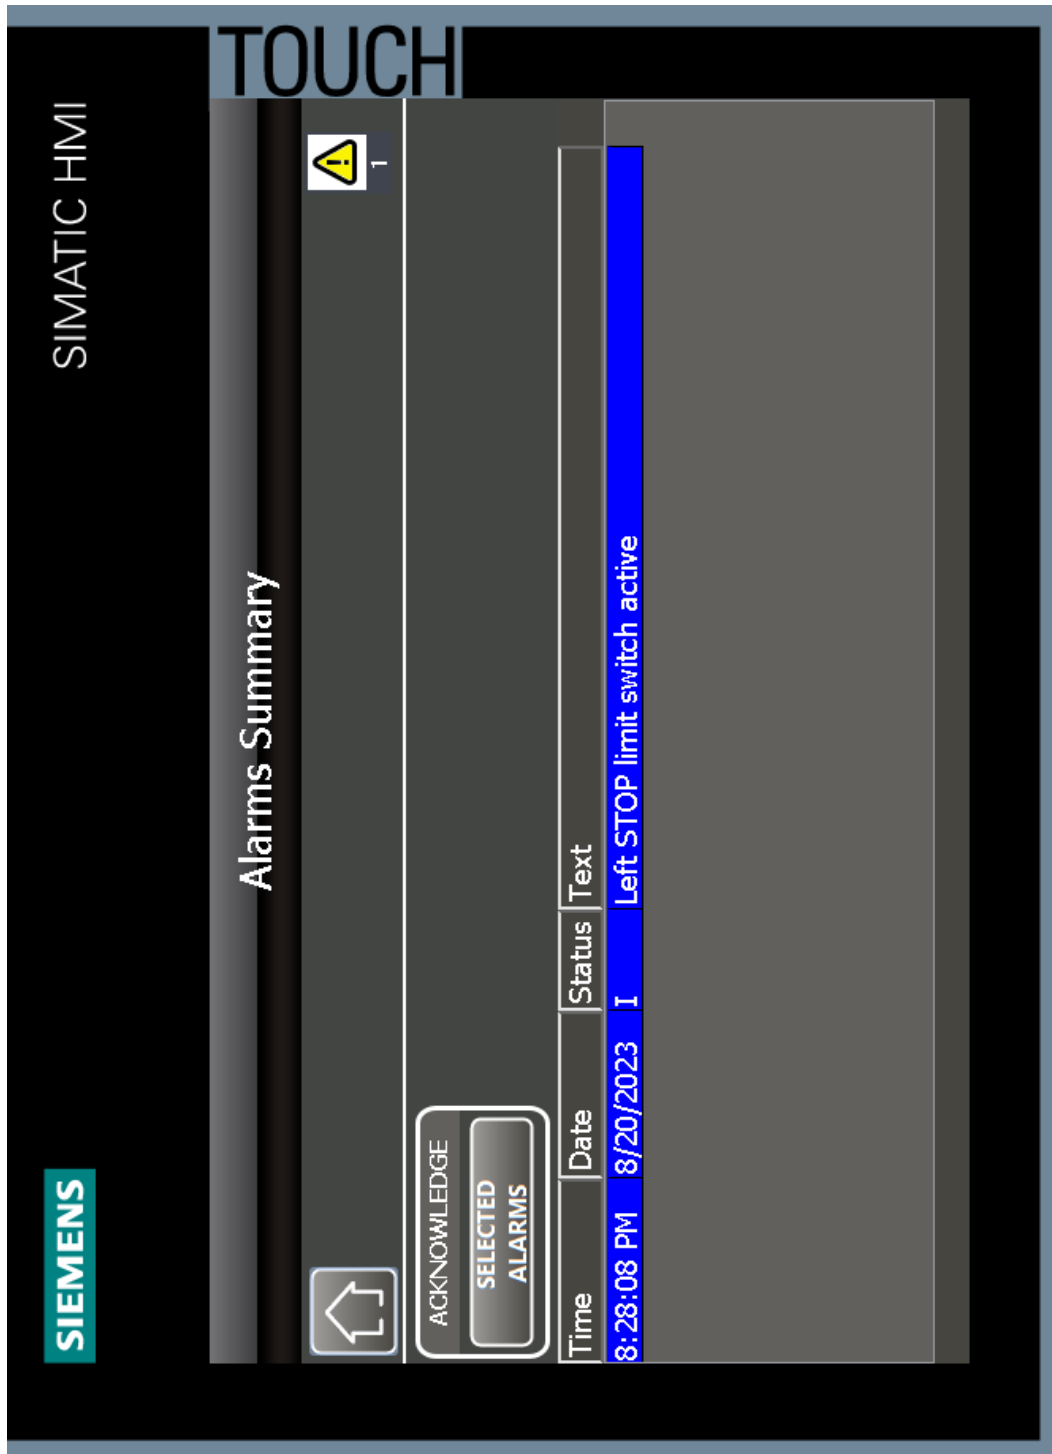 SIEMENS
SIMATIC HMI
TOUCH
Alarms Summary
1
ACKNOWLEDGE
SELECTED
ALARMS
Time Date Status Text
8:28:08 PM 8/20/2023 I Left STOP limit switch active